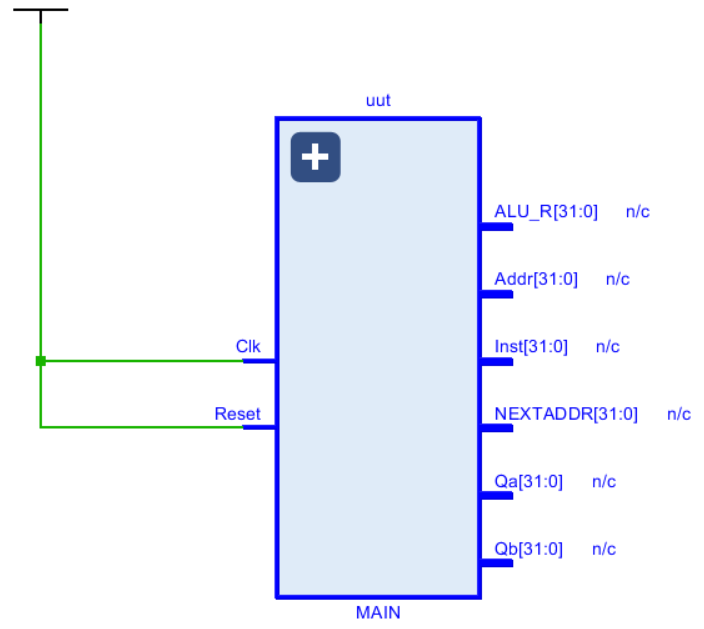 uut
ALU_R[31:0] n/c
Addr[31:0] n/c
Clk
Inst[31:0] n/c
Reset
NEXTADDR[31:0] n/c
Qa[31:0] n/c
Qb[31:0] n/c
MAIN